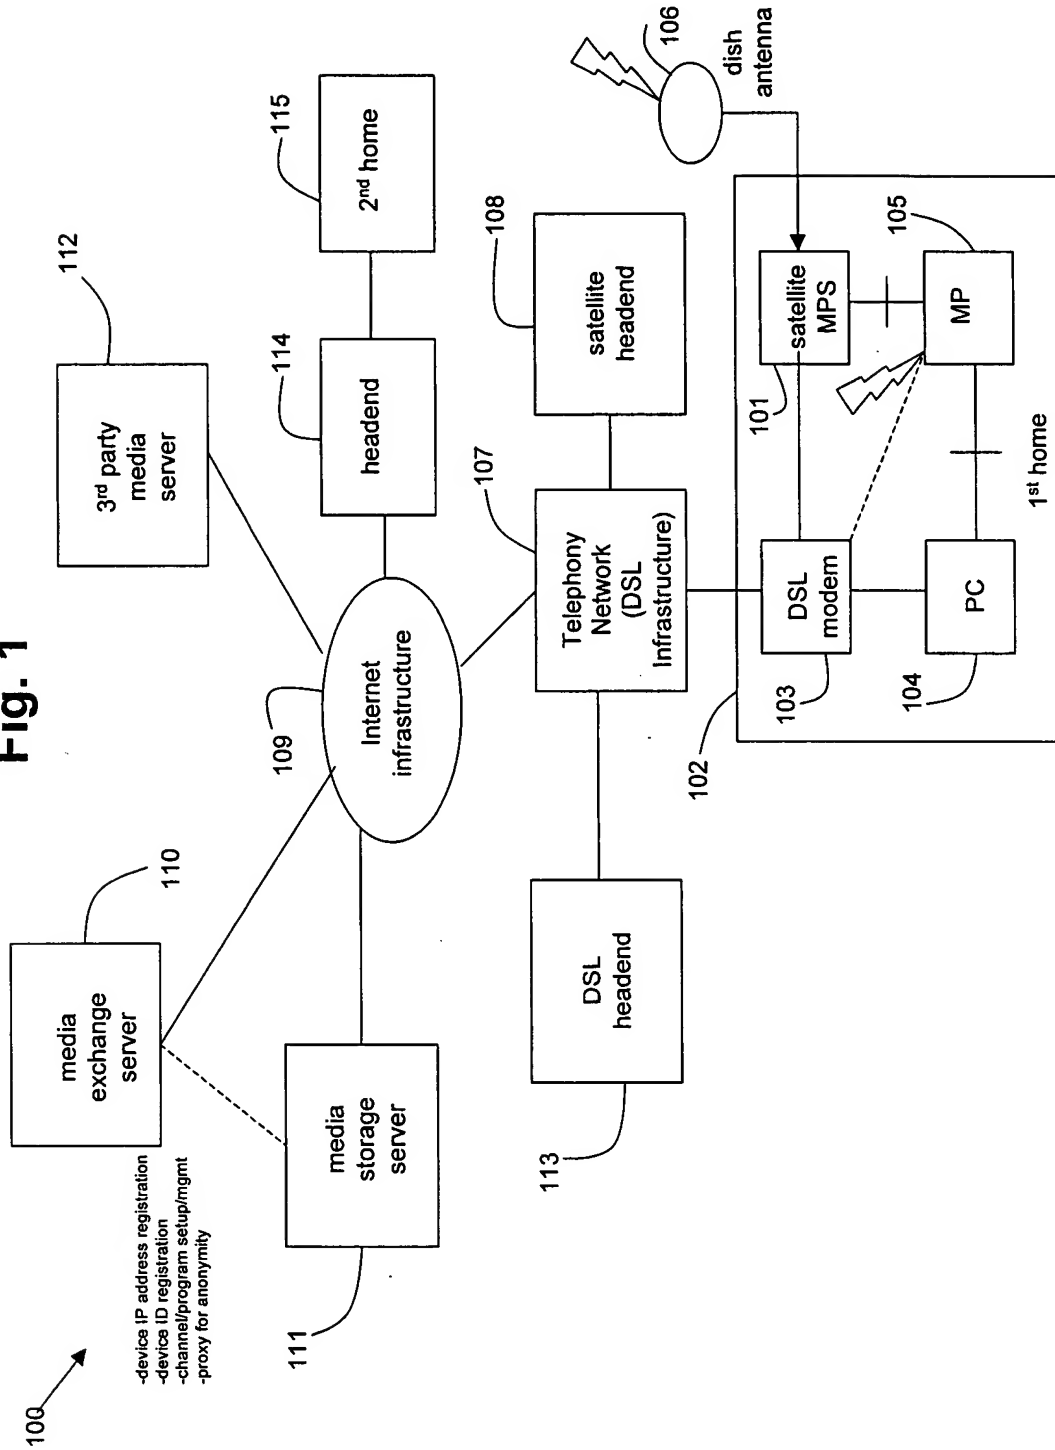 Fig. 1
100
-device IP address registration
-device ID registration
-channel/program setup/mgmt
-proxy for anonymity
media
exchange
server
110
3rd party
media
server
112
media
storage
server
111
Internet
infrastructure
109
headend
114
2nd home
115
DSL
headend
113
Telephony
Network
(DSL
Infrastructure)
107
satellite
headend
108
dish
antenna
106
102
DSL
modem
103
satellite
MPS
101
PC
104
MP
105
1st home